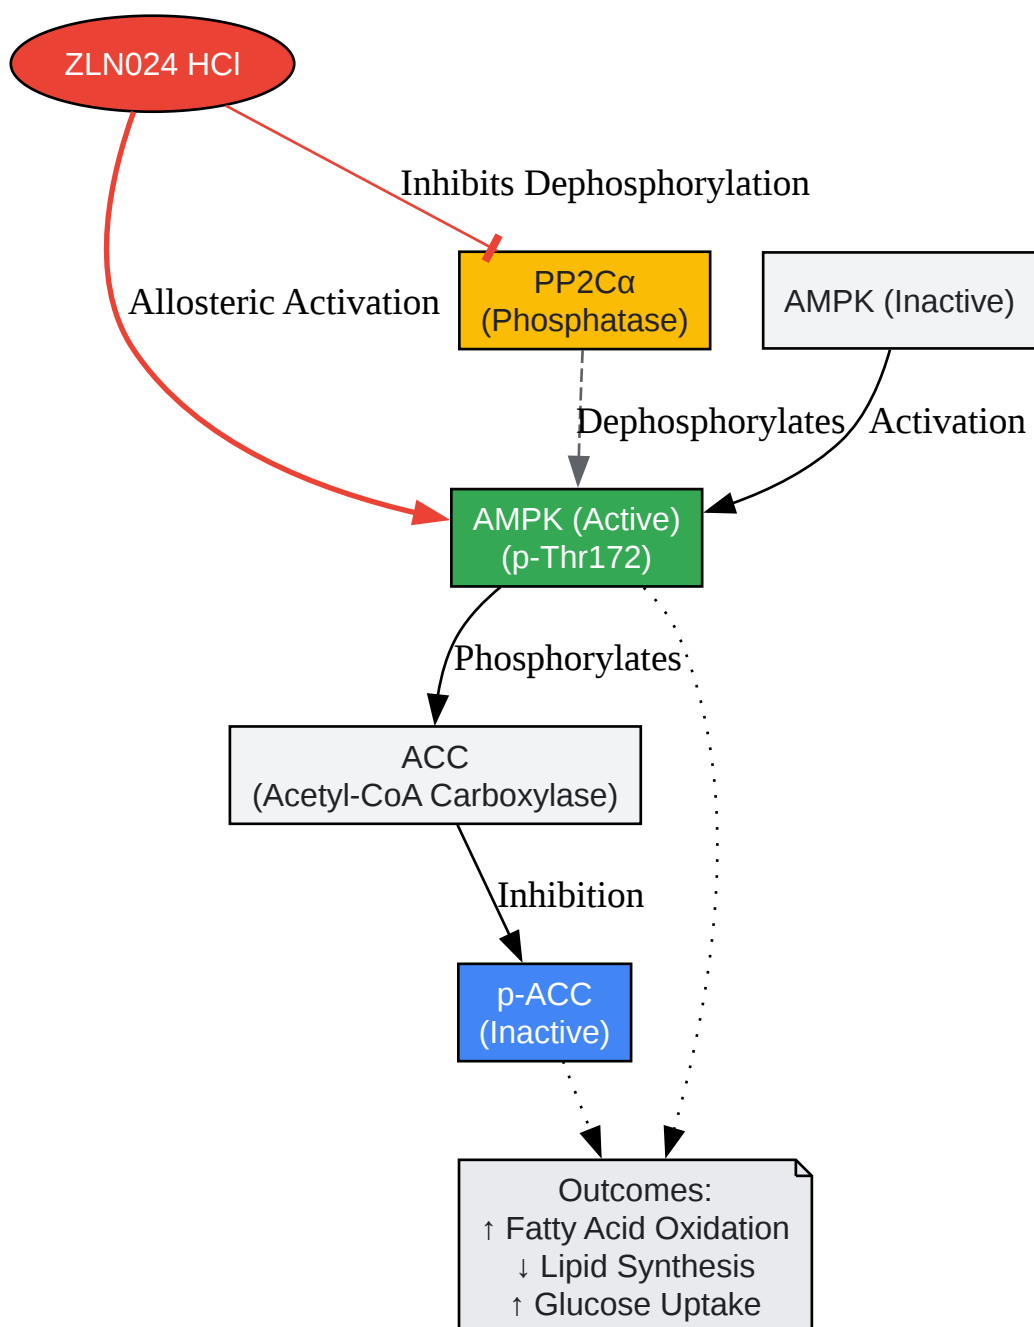 ZLN024 HCl
Inhibits Dephosphorylation
Allosteric Activation
PP2Cα
(Phosphatase)
AMPK (Inactive)
Dephosphorylates
Activation
AMPK (Active)
(p-Thr172)
Phosphorylates
ACC
(Acetyl-CoA Carboxylase)
Inhibition
p-ACC
(Inactive)
Outcomes:
↑ Fatty Acid Oxidation
↓ Lipid Synthesis
↑ Glucose Uptake